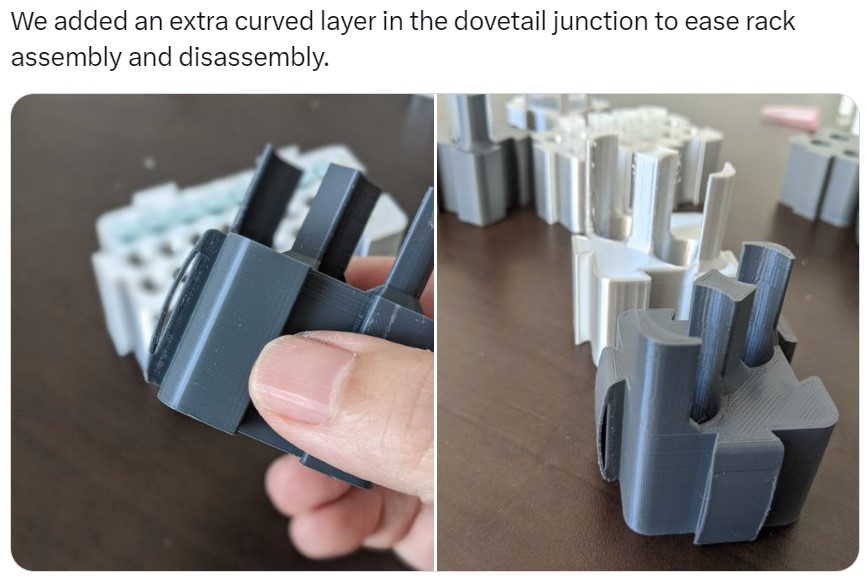 We added an extra curved layer in the dovetail junction to ease rack
assembly and disassembly.